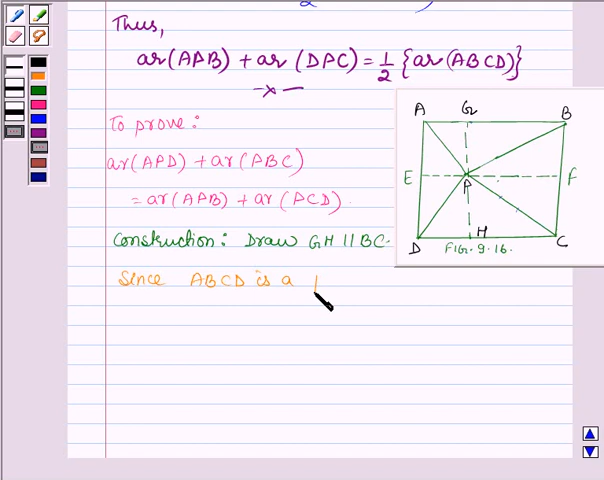 Thus,
ar(APB) + ar(DPC) = 1/2 {ar(ABCD)}
—x—
To prove:
ar(APD) + ar(PBC)
= ar(APB) + ar(PCD).
Construction: Draw GH || BC.
Since ABCD is a
A G B
E P F
D H C
FIG. 9.16.